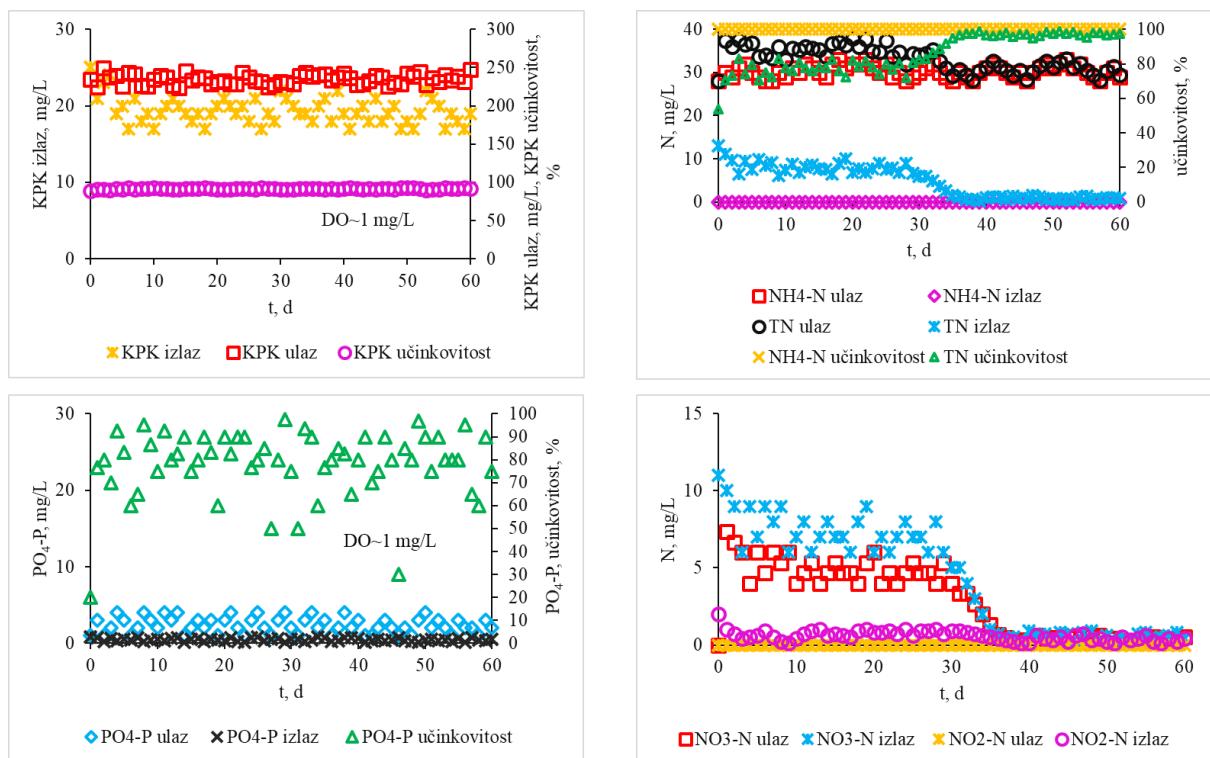 30
20
10
0
300
250
200
150
100
50
0
0 10 20 30 40 50 60
KPK izlaz, mg/L
KPK ulaz, mg/L, KPK učinkovitost,
%
DO~1 mg/L
t, d
KPK izlaz KPK ulaz KPK učinkovitost
40
30
20
10
0
100
80
60
40
20
0
0 10 20 30 40 50 60
N, mg/L
učinkovitost, %
t, d
NH4-N ulaz NH4-N izlaz
TN ulaz TN izlaz
NH4-N učinkovitost TN učinkovitost
30
20
10
0
100
90
80
70
60
50
40
30
20
10
0
0 10 20 30 40 50 60
PO₄-P, mg/L
PO₄-P, učinkovitost, %
DO~1 mg/L
t, d
PO4-P ulaz PO4-P izlaz PO4-P učinkovitost
15
10
5
0
0 10 20 30 40 50 60
N, mg/L
t, d
NO3-N ulaz NO3-N izlaz NO2-N ulaz NO2-N izlaz